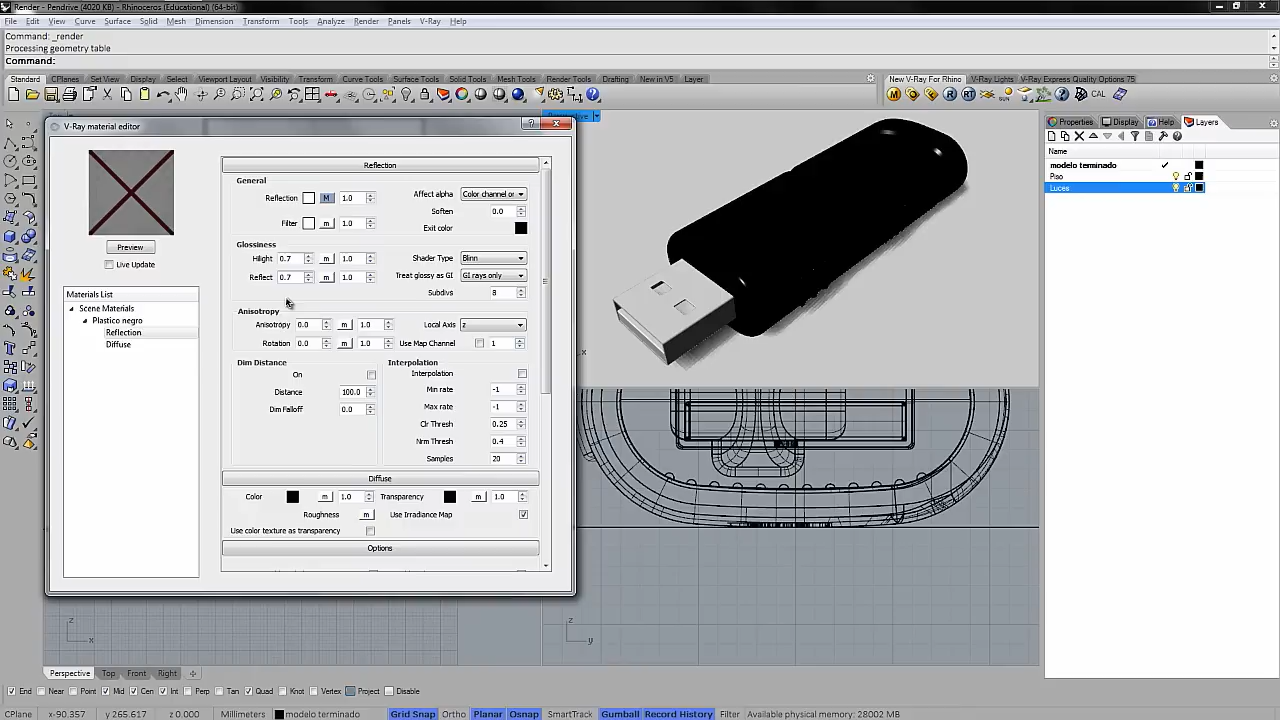 Render - Pendrive (4020 KB) - Rhinoceros (Educational) (64-bit)
File Edit View Curve Surface Solid Mesh Dimension Transform Tools Analyze Render Panels V-Ray Help
Command: _render
Processing geometry table
Command:
Standard CPlanes Set View Display Select Viewport Layout Visibility Transform Curve Tools Surface Tools Solid Tools Mesh Tools Render Tools Drafting New in V5 Layer
New V-Ray For Rhino V-Ray Lights V-Ray Express Quality Options 75
M R RT SUN CAL
Perspective
V-Ray material editor
Preview
Live Update
Materials List
Scene Materials
Plastico negro
Reflection
Diffuse
Reflection
General
Reflection M 1.0 Affect alpha Color channel or
Soften 0.0
Filter m 1.0
Exit color
Glossiness
Hilight 0.7 m 1.0 Shader Type Blinn
Reflect 0.7 m 1.0 Treat glossy as GI GI rays only
Subdivs 8
Anisotropy
Anisotropy 0.0 m 1.0 Local Axis z
Rotation 0.0 m 1.0 Use Map Channel 1
Dim Distance Interpolation
On Interpolation
Distance 100.0 Min rate -1
Dim Falloff 0.0 Max rate -1
Clr Thresh 0.25
Nrm Thresh 0.4
Samples 20
Diffuse
Color m 1.0 Transparency m 1.0
Roughness m Use Irradiance Map
Use color texture as transparency
Options
Properties Display Help Layers
Name
modelo terminado
Piso
Luces
x
z
x
z
y
Perspective Top Front Right
End Near Point Mid Cen Int Perp Tan Quad Knot Vertex Project Disable
CPlane x-90.357 y 265.617 z 0.000 Millimeters modelo terminado Grid Snap Ortho Planar Osnap SmartTrack Gumball Record History Filter Available physical memory: 28002 MB